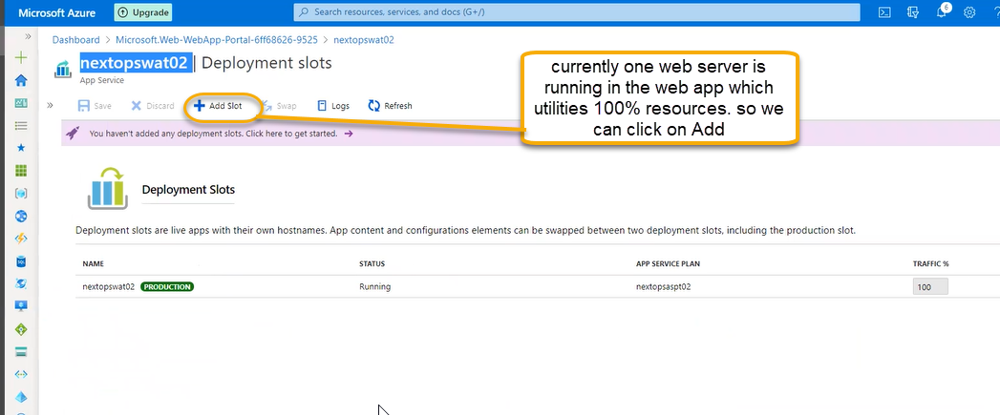 Microsoft Azure
Upgrade
Search resources, services, and docs (G+/)
6
Dashboard > Microsoft.Web-WebApp-Portal-6ff68626-9525 > nextopswat02
nextopswat02 | Deployment slots
App Service
Save
Discard
Add Slot
Swap
Logs
Refresh
currently one web server is
running in the web app which
utilities 100% resources. so we
can click on Add
You haven't added any deployment slots. Click here to get started.
Deployment Slots
Deployment slots are live apps with their own hostnames. App content and configurations elements can be swapped between two deployment slots, including the production slot.
NAME STATUS APP SERVICE PLAN TRAFFIC %
nextopswat02 PRODUCTION Running nextopsaspt02 100